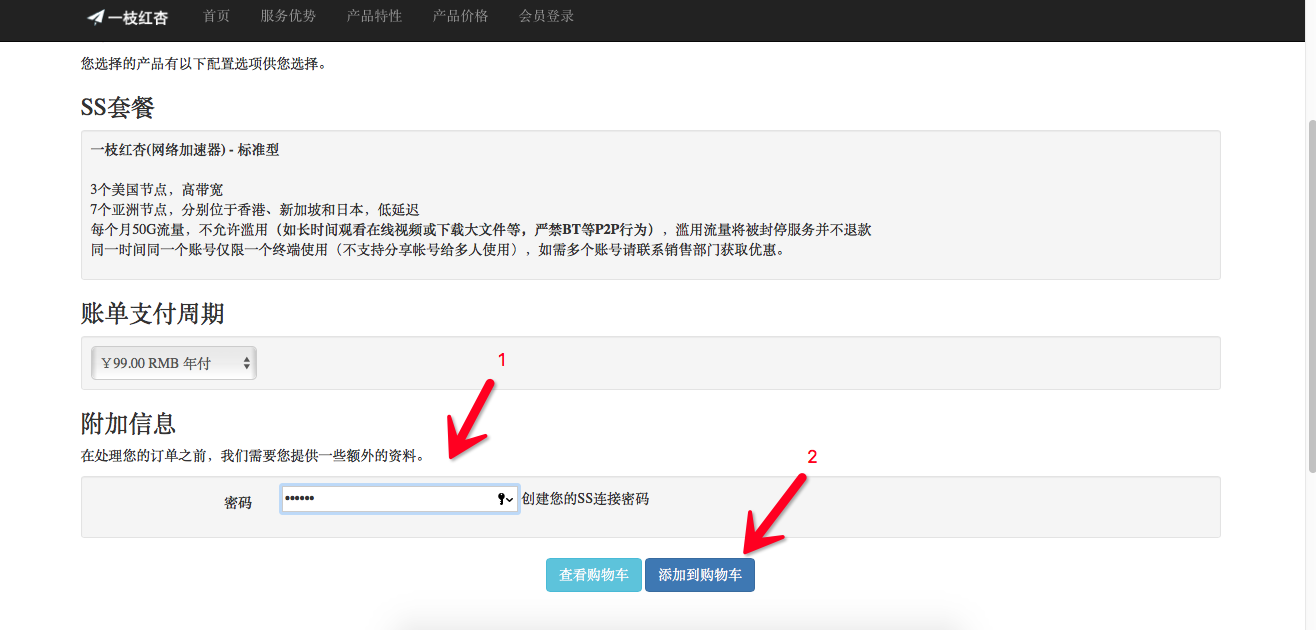 一枝红杏 首页 服务优势 产品特性 产品价格 会员登录
您选择的产品有以下配置选项供您选择。
SS套餐
一枝红杏(网络加速器) - 标准型
3个美国节点，高带宽
7个亚洲节点，分别位于香港、新加坡和日本，低延迟
每个月50G流量，不允许滥用（如长时间观看在线视频或下载大文件等，严禁BT等P2P行为），滥用流量将被封停服务并不退款
同一时间同一个账号仅限一个终端使用（不支持分享帐号给多人使用），如需多个账号请联系销售部门获取优惠。
账单支付周期
￥99.00 RMB 年付
1
附加信息
在处理您的订单之前，我们需要您提供一些额外的资料。
2
密码 •••••• 创建您的SS连接密码
查看购物车 添加到购物车